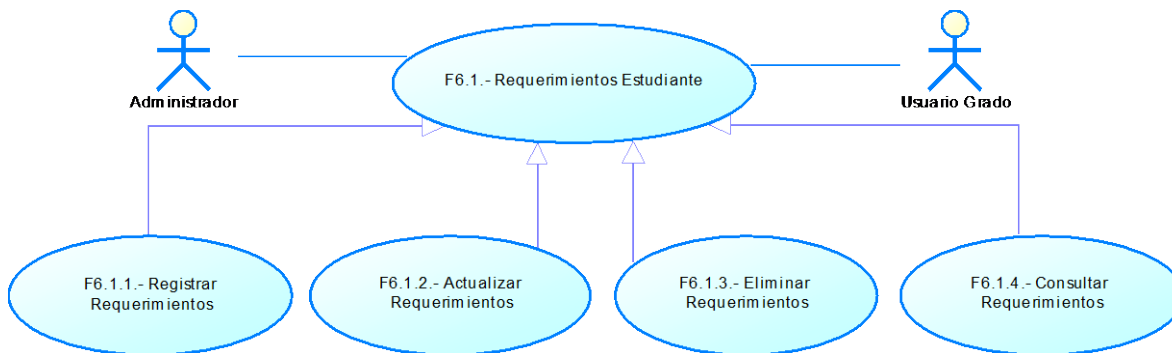 F6.1.- Requerimientos Estudiante
Administrador
Usuario Grado
F6.1.1.- Registrar
Requerimientos
F6.1.2.- Actualizar
Requerimientos
F6.1.3.- Eliminar
Requerimientos
F6.1.4.- Consultar
Requerimientos